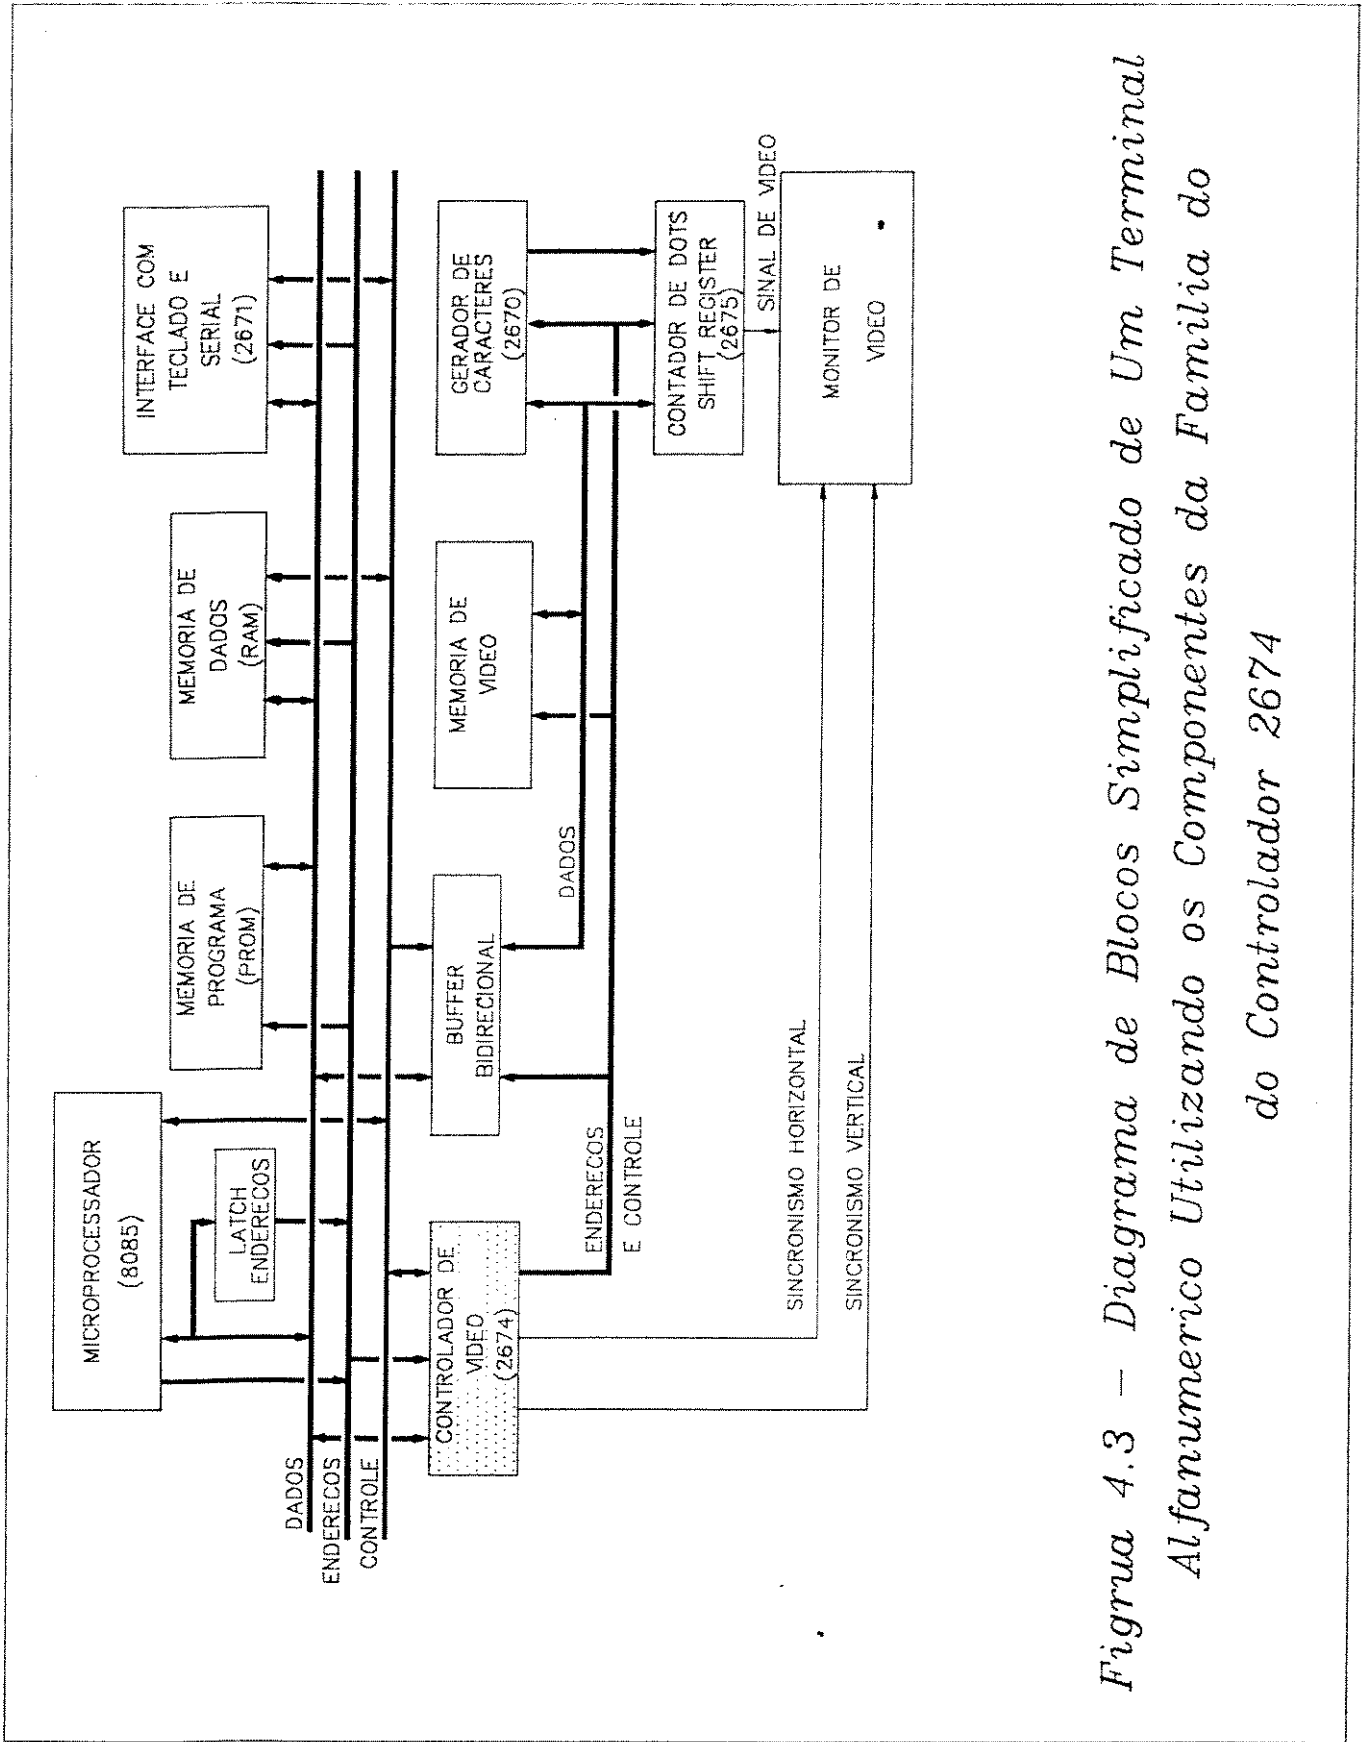 MICROPROCESSADOR
(8085)
LATCH
ENDERECOS
MEMORIA DE
PROGRAMA
(PROM)
MEMORIA DE
DADOS
(RAM)
INTERFACE COM
TECLADO E
SERIAL
(2671)
DADOS
ENDERECOS
CONTROLE
CONTROLADOR DE
VIDEO
(2674)
BUFFER
BIDIRECIONAL
MEMORIA DE
VIDEO
GERADOR DE
CARACTERES
(2670)
DADOS
ENDERECOS
E CONTROLE
CONTADOR DE DOTS
SHIFT REGISTER
(2675)
SINAL DE VIDEO
SINCRONISMO HORIZONTAL
SINCRONISMO VERTICAL
MONITOR DE
VIDEO
Figrua 4.3 — Diagrama de Blocos Simplificado de Um Terminal
Alfanumerico Utilizando os Componentes da Familia do
do Controlador 2674